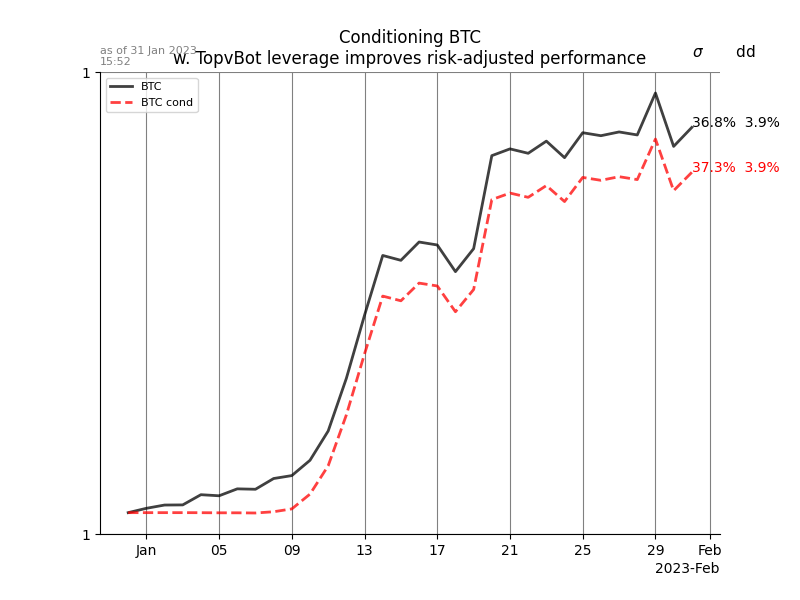 Conditioning BTC
w. TopvBot leverage improves risk-adjusted performance
as of 31 Jan 2023
15:52
σ dd
1
BTC
BTC cond
36.8% 3.9%
37.3% 3.9%
1
Jan 05 09 13 17 21 25 29 Feb
2023-Feb